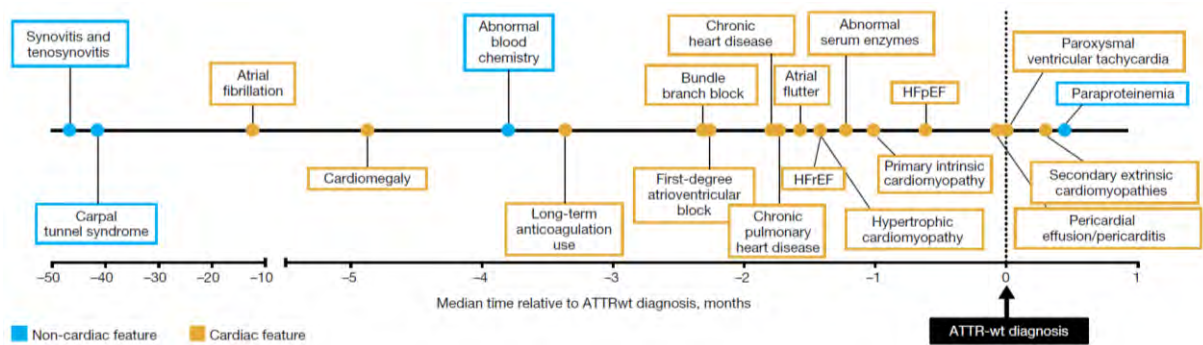 Synovitis and
tenosynovitis
Atrial
fibrillation
Abnormal
blood
chemistry
Chronic
heart disease
Bundle
branch block
Atrial
flutter
Abnormal
serum enzymes
HFpEF
Paroxysmal
ventricular tachycardia
Paraproteinemia
Carpal
tunnel syndrome
Cardiomegaly
Long-term
anticoagulation
use
First-degree
atrioventricular
block
Chronic
pulmonary
heart disease
HFrEF
Hypertrophic
cardiomyopathy
Primary intrinsic
cardiomyopathy
Secondary extrinsic
cardiomyopathies
Pericardial
effusion/pericarditis
–50 –40 –30 –20 –10 –5 –4 –3 –2 –1 0 1
Median time relative to ATTRwt diagnosis, months
Non-cardiac feature Cardiac feature
ATTR-wt diagnosis